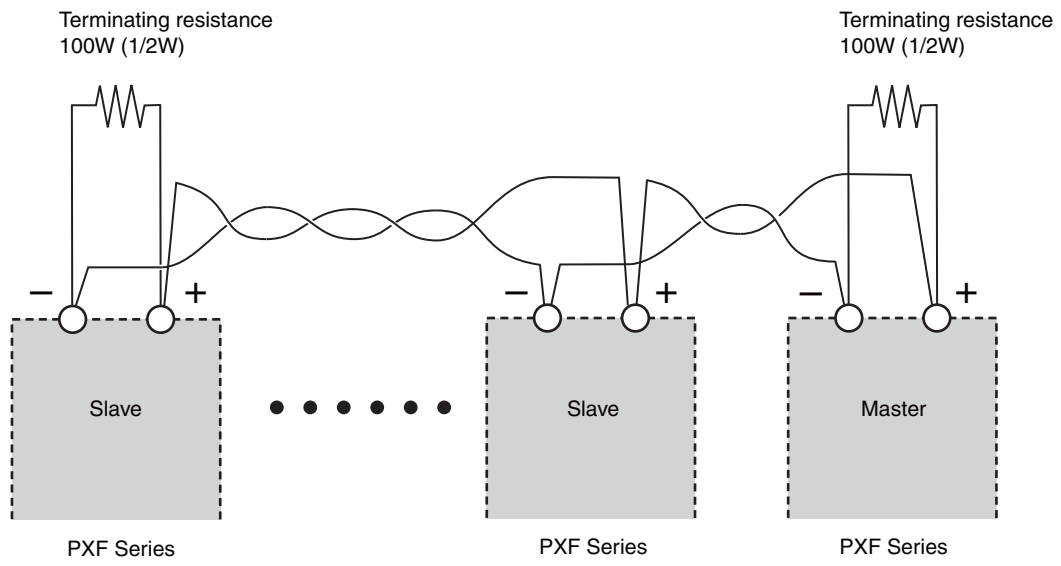 Terminating resistance
100W (1/2W)
Terminating resistance
100W (1/2W)
− + − + − +
Slave Slave Master
PXF Series PXF Series PXF Series